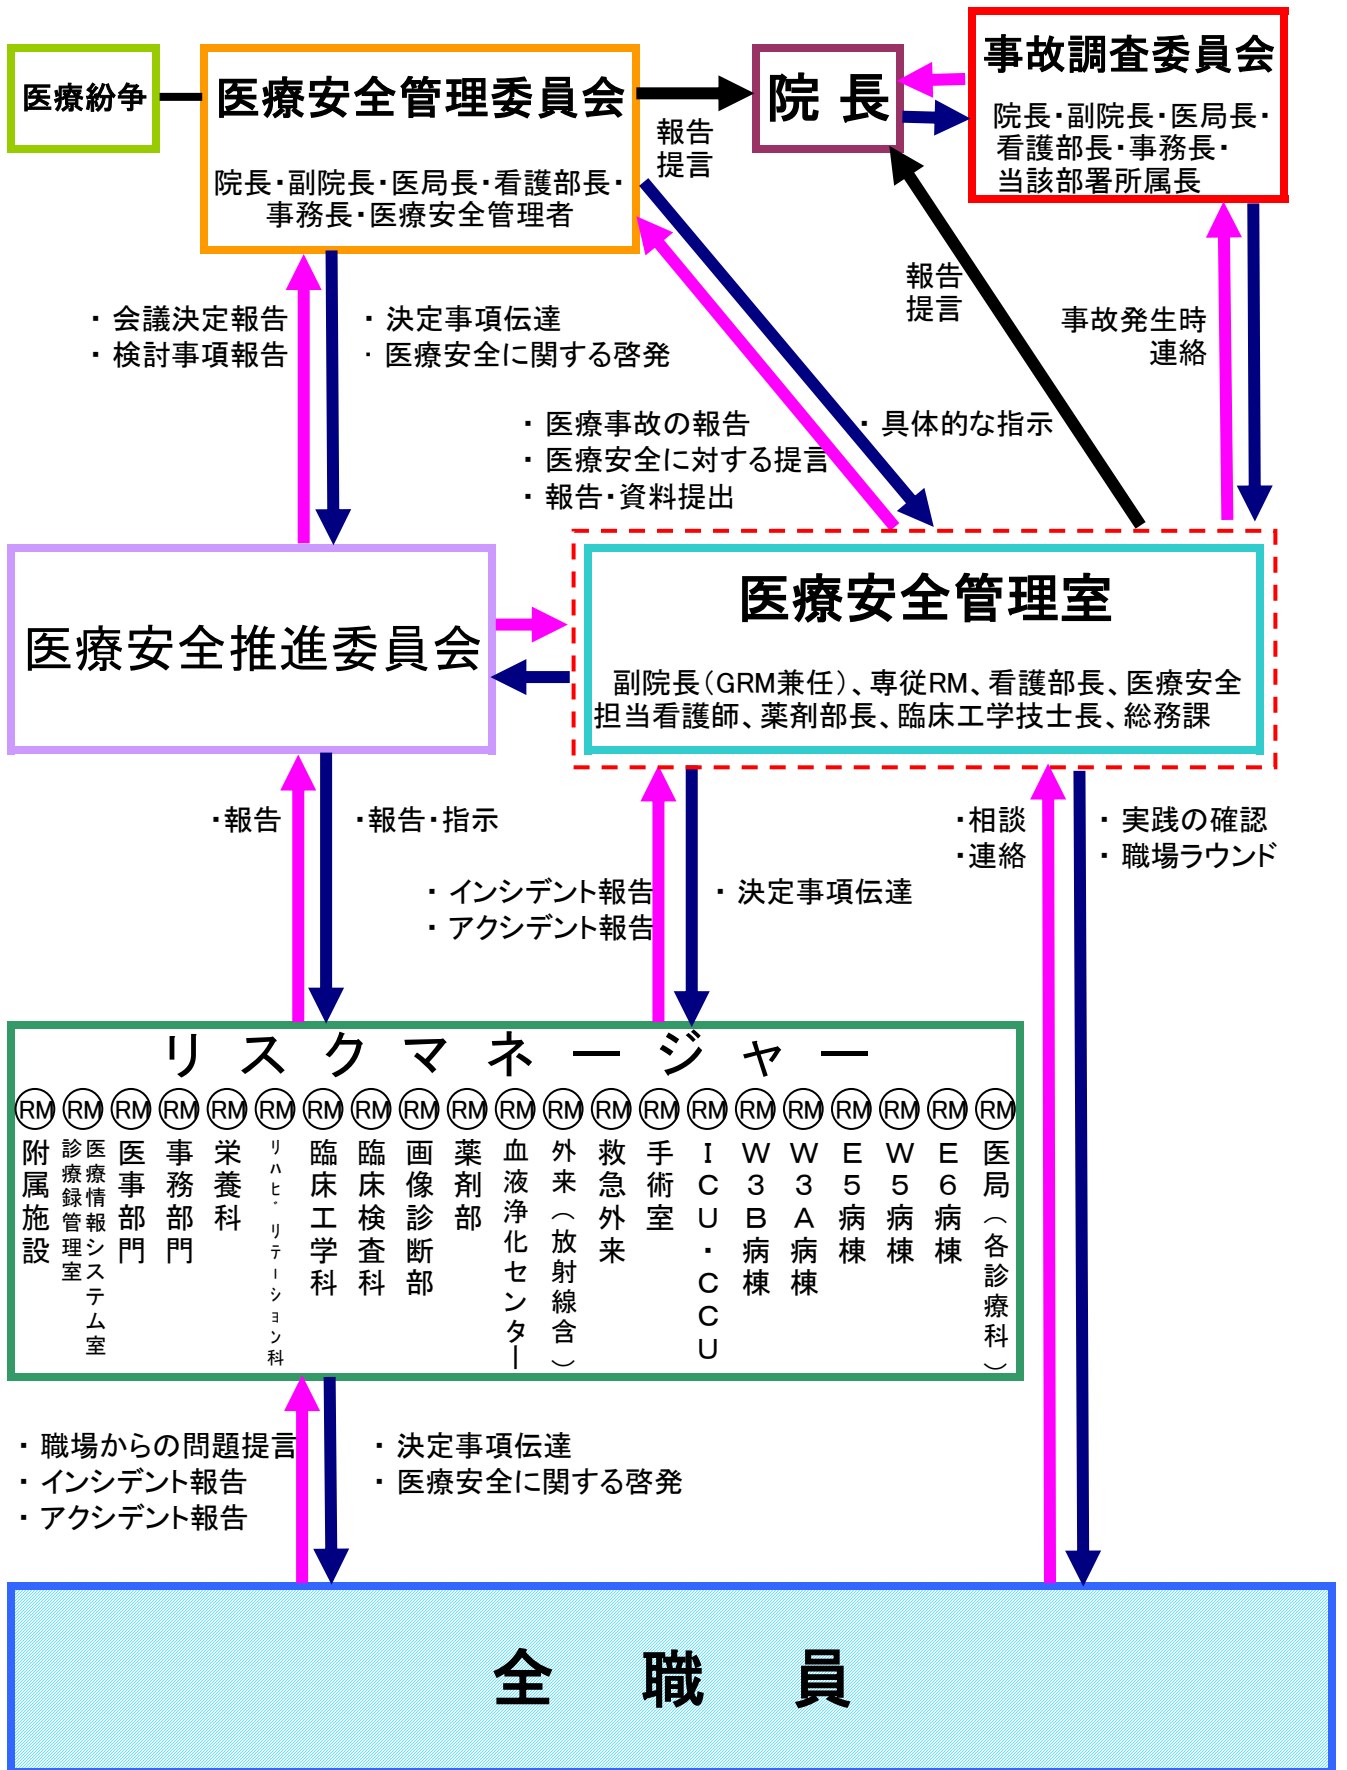 医療紛争
医療安全管理委員会
院長・副院長・医局長・看護部長・
事務長・医療安全管理者
報告
提言
院 長
事故調査委員会
院長・副院長・医局長・
看護部長・事務長・
当該部署所属長
・ 会議決定報告
・ 検討事項報告
・ 決定事項伝達
・ 医療安全に関する啓発
報告
提言
事故発生時
連絡
・ 医療事故の報告
・ 医療安全に対する提言
・ 報告・資料提出
・ 具体的な指示
医療安全推進委員会
医療安全管理室
副院長（GRM兼任）、専従RM、看護部長、医療安全
担当看護師、薬剤部長、臨床工学技士長、総務課
・報告
・報告・指示
・ インシデント報告
・ アクシデント報告
・ 決定事項伝達
・相談
・連絡
・ 実践の確認
・ 職場ラウンド
リスクマネージャー
RM RM RM RM RM RM RM RM RM RM RM RM RM RM RM RM RM RM RM RM RM
附属施設
医療情報システム室
診療録管理室
医事部門
事務部門
栄養科
リハビリテーション科
臨床工学科
臨床検査科
画像診断部
薬剤部
血液浄化センター
外来（放射線含）
救急外来
手術室
ＩＣＵ・ＣＣＵ
Ｗ３Ｂ病棟
Ｗ３Ａ病棟
Ｅ５病棟
Ｗ５病棟
Ｅ６病棟
医局（各診療科）
・ 職場からの問題提言
・ インシデント報告
・ アクシデント報告
・ 決定事項伝達
・ 医療安全に関する啓発
全 職 員